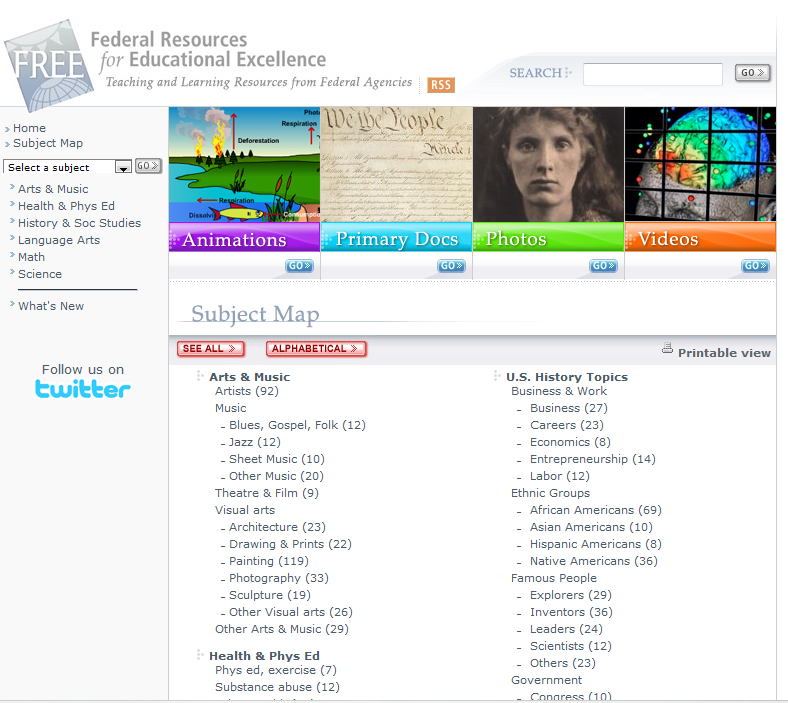 FREE
Federal Resources
for Educational Excellence
Teaching and Learning Resources from Federal Agencies
RSS
SEARCH
GO
Home
Subject Map
Select a subject
GO
Arts & Music
Health & Phys Ed
History & Soc Studies
Language Arts
Math
Science
What's New
Follow us on
twitter
Respiration
Deforestation
Respiration
Dissolv
We the People
Article 1
Animations
Primary Docs
Photos
Videos
GO
GO
GO
GO
Subject Map
SEE ALL
ALPHABETICAL
Printable view
Arts & Music
Artists (92)
Music
- Blues, Gospel, Folk (12)
- Jazz (12)
- Sheet Music (10)
- Other Music (20)
Theatre & Film (9)
Visual arts
- Architecture (23)
- Drawing & Prints (22)
- Painting (119)
- Photography (33)
- Sculpture (19)
- Other Visual arts (26)
Other Arts & Music (29)
Health & Phys Ed
Phys ed, exercise (7)
Substance abuse (12)
U.S. History Topics
Business & Work
- Business (27)
- Careers (23)
- Economics (8)
- Entrepreneurship (14)
- Labor (12)
Ethnic Groups
- African Americans (69)
- Asian Americans (10)
- Hispanic Americans (8)
- Native Americans (36)
Famous People
- Explorers (29)
- Inventors (36)
- Leaders (24)
- Scientists (12)
- Others (23)
Government
- Congress (10)